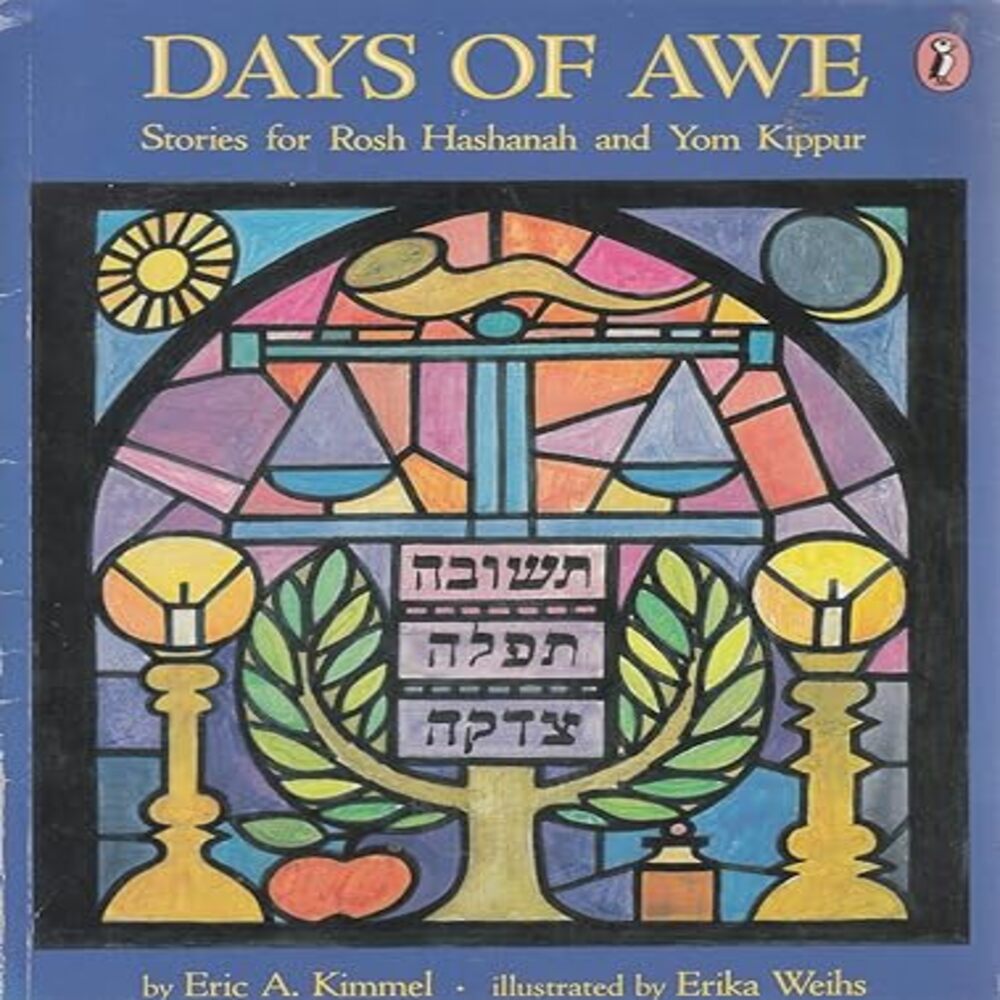 DAYS OF AWE
Stories for Rosh Hashanah and Yom Kippur
תשובה
תפלה
צדקה
by Eric A. Kimmel · illustrated by Erika Weihs